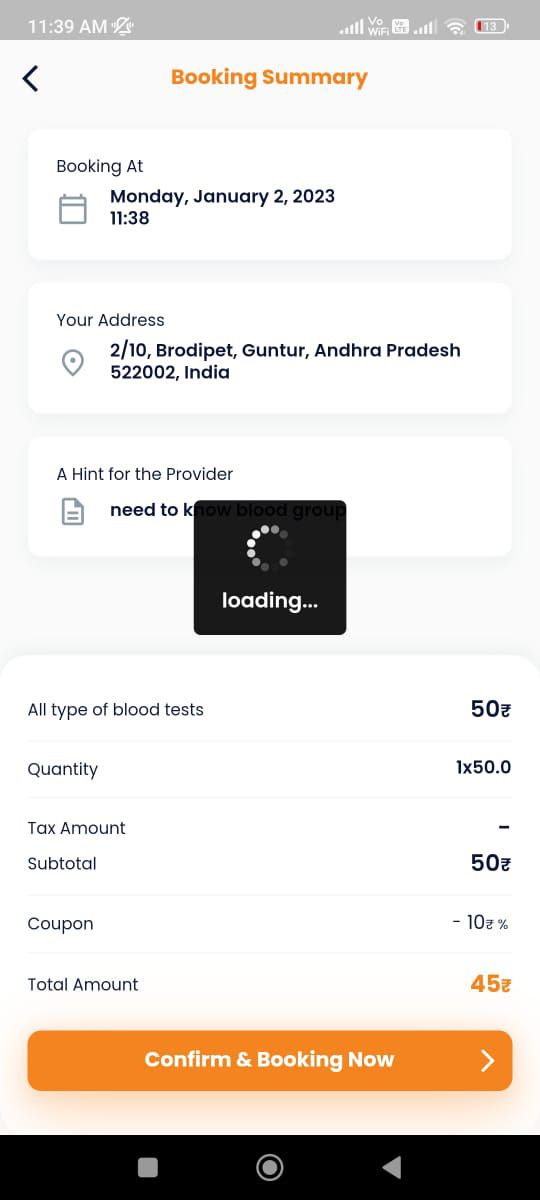 11:39 AM
Vo WiFi
Vo LTE
13
Booking Summary
Booking At
Monday, January 2, 2023
11:38
Your Address
2/10, Brodipet, Guntur, Andhra Pradesh
522002, India
A Hint for the Provider
need to know blood group
loading...
All type of blood tests 50₹
Quantity 1x50.0
Tax Amount -
Subtotal 50₹
Coupon - 10₹ %
Total Amount 45₹
Confirm & Booking Now